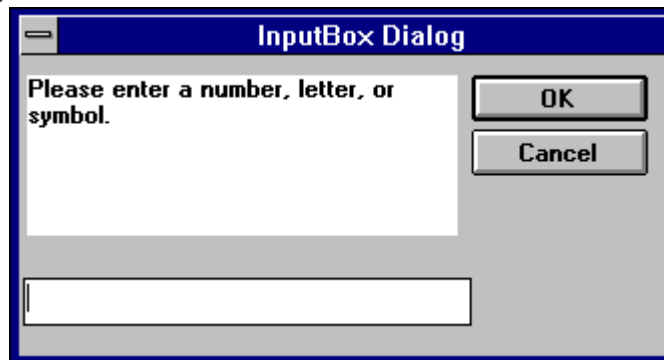 InputBox Dialog
Please enter a number, letter, or
symbol.
OK
Cancel